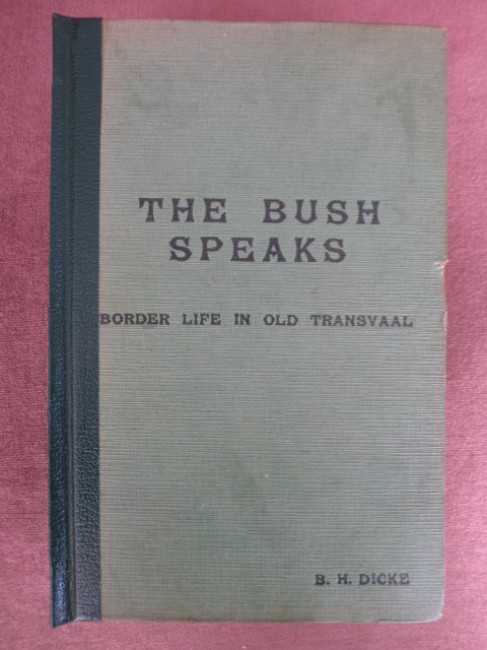 THE BUSH
SPEAKS
BORDER LIFE IN OLD TRANSVAAL
B. H. DICKE